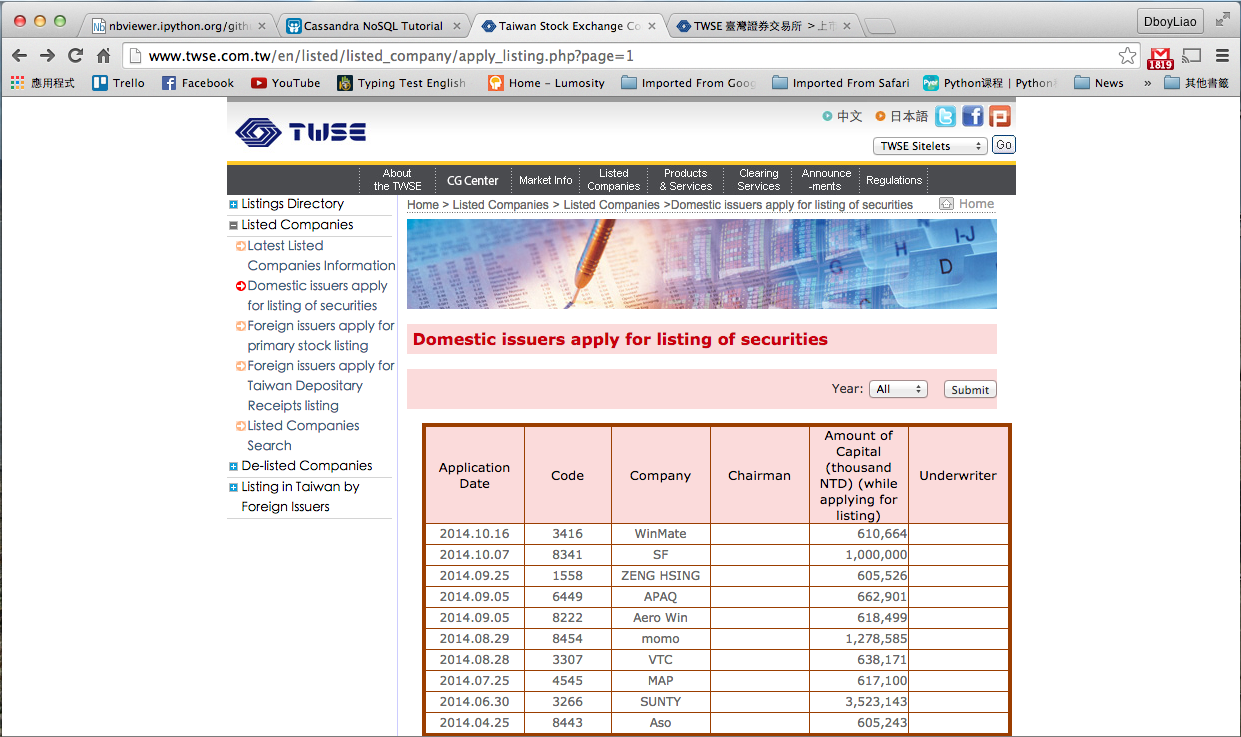 nbviewer.ipython.org/gith
Cassandra NoSQL Tutorial
Taiwan Stock Exchange Co
TWSE 臺灣證券交易所 > 上市
DboyLiao
www.twse.com.tw/en/listed/listed_company/apply_listing.php?page=1
1819
應用程式
Trello
Facebook
YouTube
Typing Test English
Home – Lumosity
Imported From Goog
Imported From Safari
Python课程 | Python
News
»
其他書籤
TWSE
中文
日本語
TWSE Sitelets
Go
About
the TWSE
CG Center
Market Info
Listed
Companies
Products
& Services
Clearing
Services
Announce
-ments
Regulations
Listings Directory
Listed Companies
Latest Listed
Companies Information
Domestic issuers apply
for listing of securities
Foreign issuers apply for
primary stock listing
Foreign issuers apply for
Taiwan Depositary
Receipts listing
Listed Companies
Search
De-listed Companies
Listing in Taiwan by
Foreign Issuers
Home > Listed Companies > Listed Companies >Domestic issuers apply for listing of securities
Home
I-J
H
D
G
Domestic issuers apply for listing of securities
Year: All Submit
Application
Date
Code
Company
Chairman
Amount of
Capital
(thousand
NTD) (while
applying for
listing)
Underwriter
2014.10.16 3416 WinMate 610,664
2014.10.07 8341 SF 1,000,000
2014.09.25 1558 ZENG HSING 605,526
2014.09.05 6449 APAQ 662,901
2014.09.05 8222 Aero Win 618,499
2014.08.29 8454 momo 1,278,585
2014.08.28 3307 VTC 638,171
2014.07.25 4545 MAP 617,100
2014.06.30 3266 SUNTY 3,523,143
2014.04.25 8443 Aso 605,243